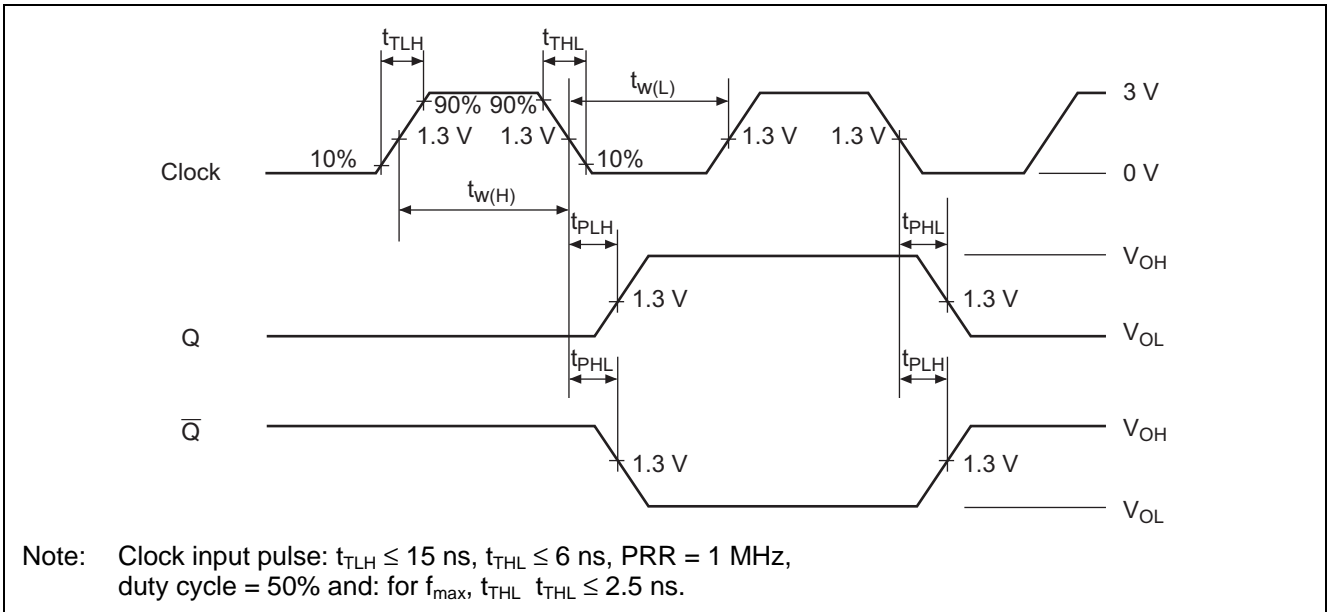 tTLH tTHL
tw(L)
3 V
90% 90%
1.3 V 1.3 V 1.3 V 1.3 V
10% 10%
Clock 0 V
tw(H)
tPLH tPHL
VOH
1.3 V 1.3 V
Q VOL
tPHL tPLH
Q̅ VOH
1.3 V 1.3 V
VOL
Note: Clock input pulse: tTLH ≤ 15 ns, tTHL ≤ 6 ns, PRR = 1 MHz,
duty cycle = 50% and: for fmax, tTHL tTHL ≤ 2.5 ns.